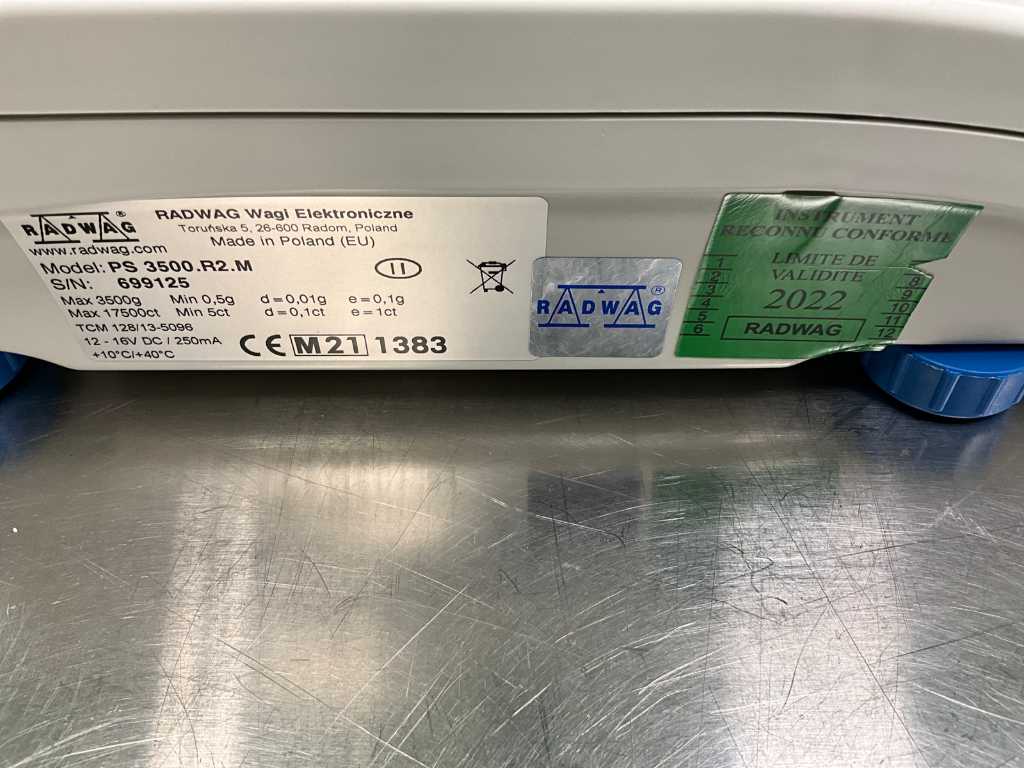 RADWAG®
www.radwag.com
RADWAG Wagi Elektroniczne
Toruńska 5, 26-600 Radom, Poland
Made in Poland (EU)
Model: PS 3500.R2.M
S/N: 699125
II
Max 3500g Min 0,5g d=0,01g e=0,1g
Max 17500ct Min 5ct d=0,1ct e=1ct
TCM 128/13-5096
12 - 16V DC / 250mA
+10°C/+40°C
CE M 21 1383
RADWAG®
INSTRUMENT
RECONNU CONFORME
LIMITE DE
VALIDITE
2022
RADWAG
1
2
3
4
5
6
8
9
10
11
12